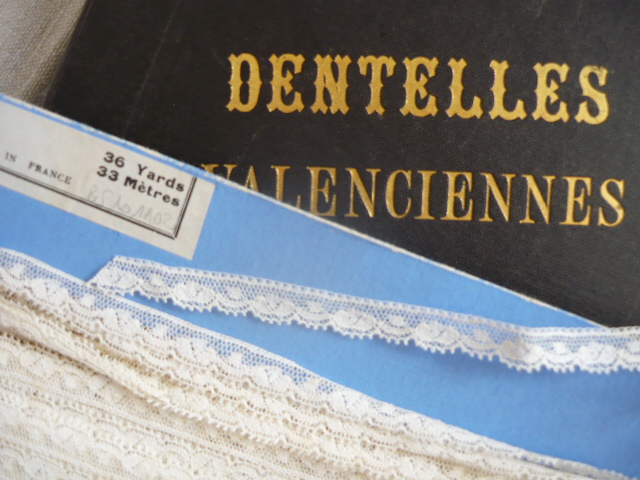 DENTELLES
VALENCIENNES
36 Yards
33 Mètres
IN FRANCE